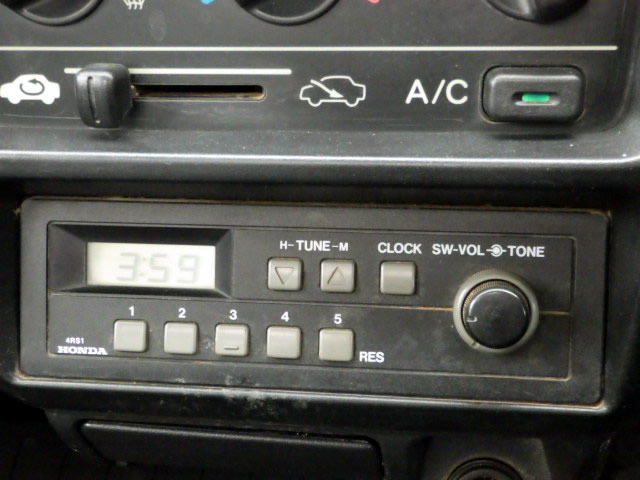 A/C
H-TUNE-M CLOCK SW-VOL TONE
3:59
1 2 3 4 5
RES
4RS1
HONDA